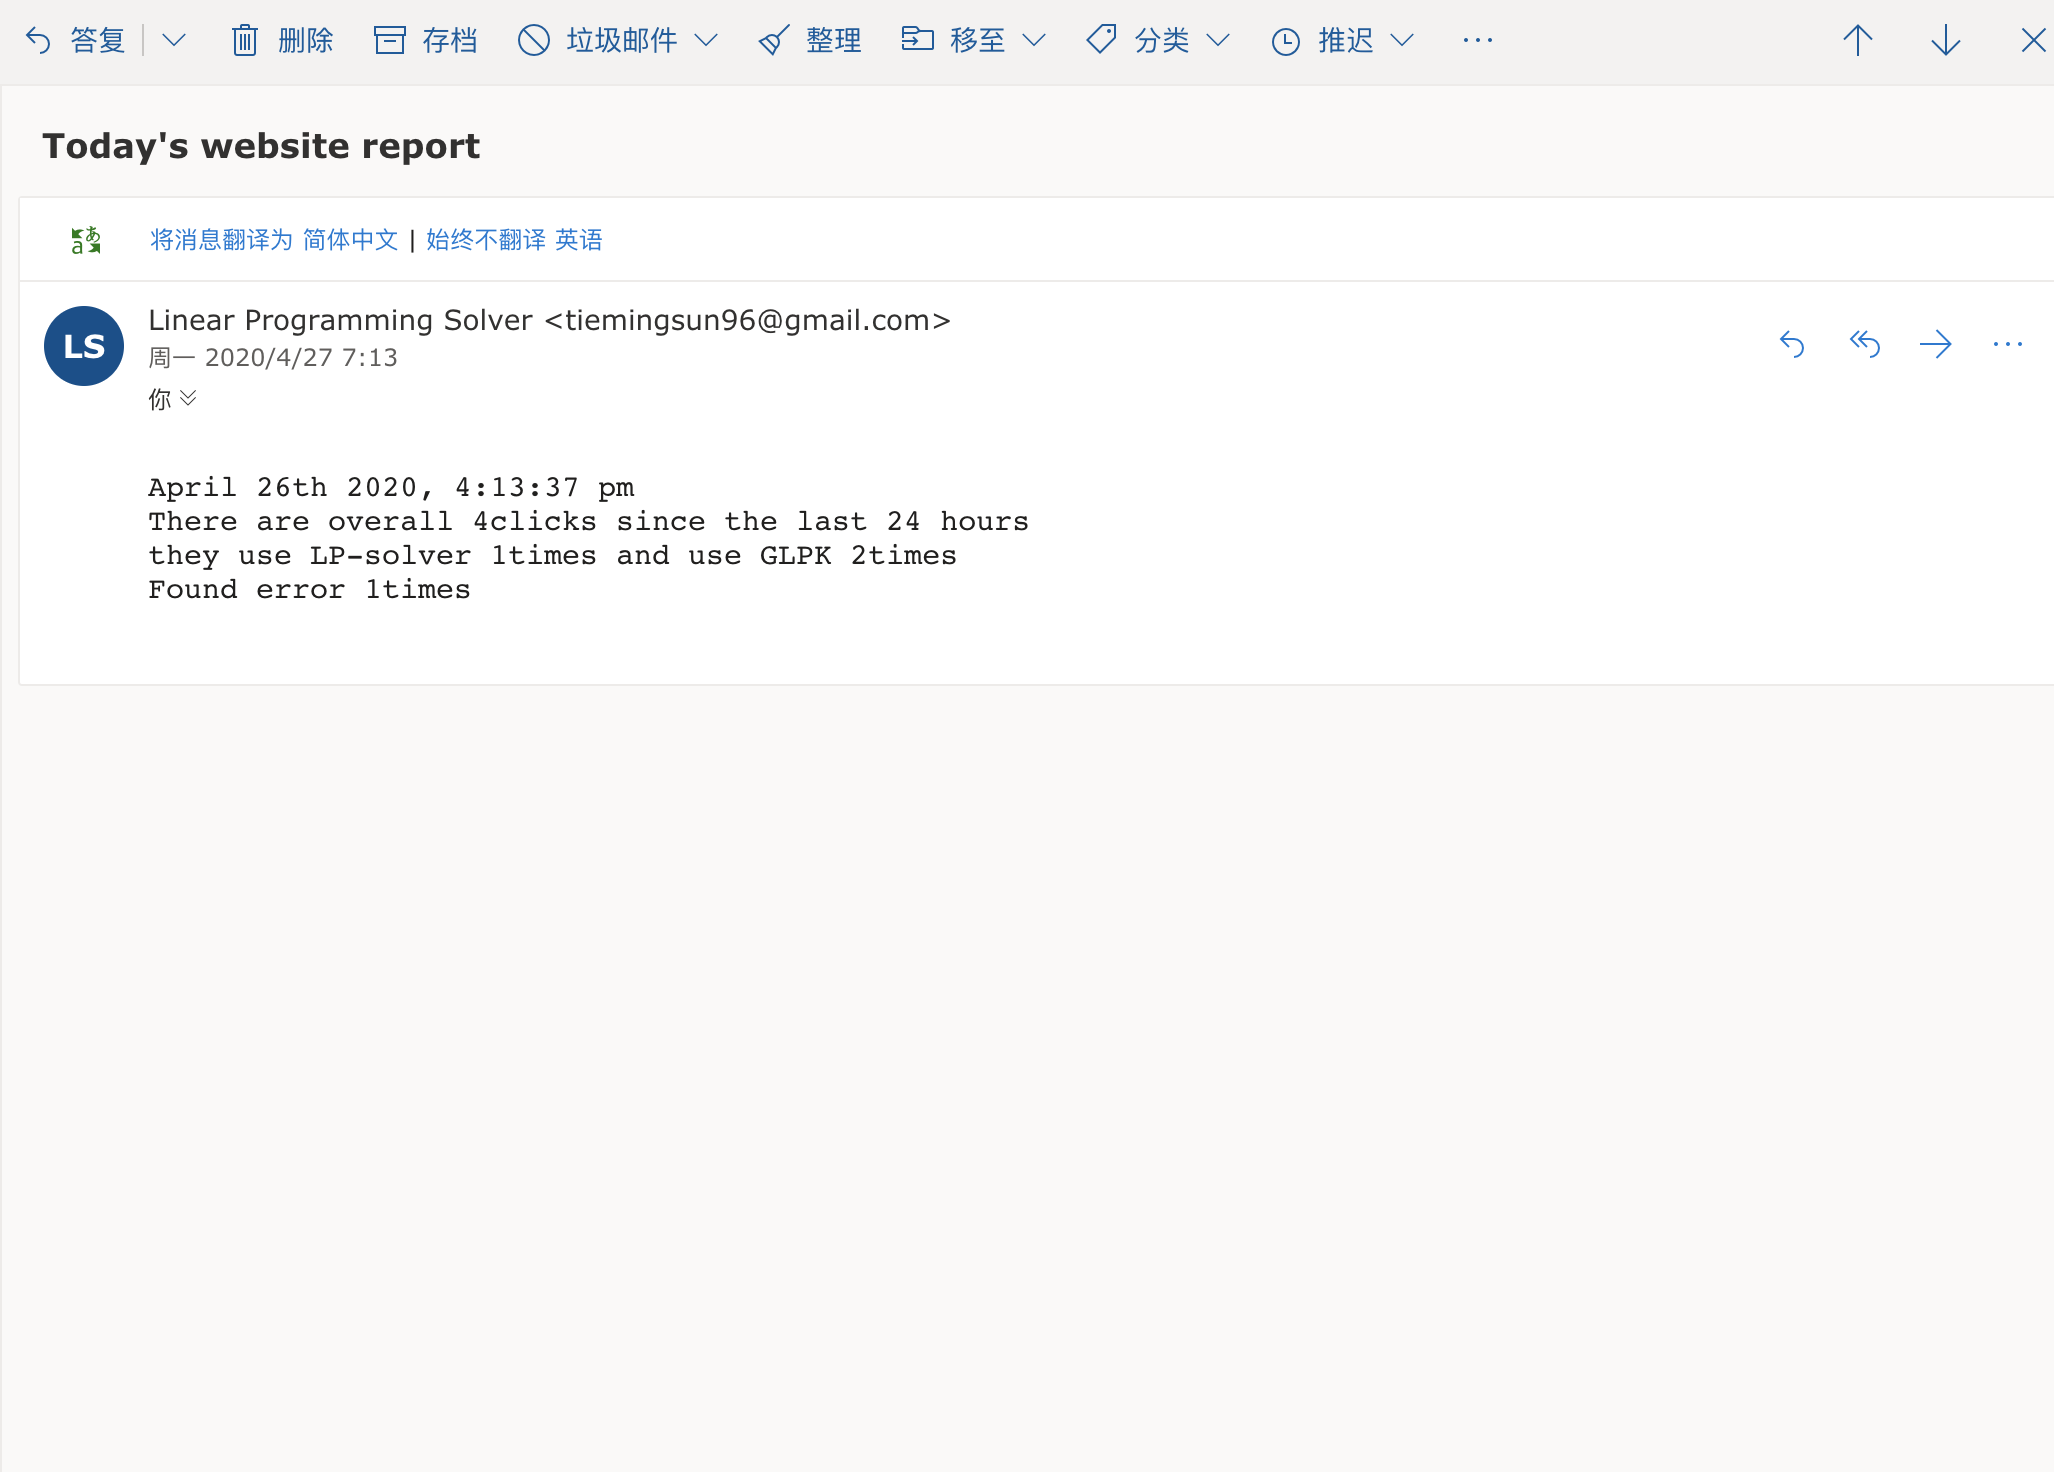 答复 删除 存档 垃圾邮件 整理 移至 分类 推迟
Today's website report
将消息翻译为 简体中文 | 始终不翻译 英语
LS
Linear Programming Solver <tiemingsun96@gmail.com>
周一 2020/4/27 7:13
你
April 26th 2020, 4:13:37 pm
There are overall 4clicks since the last 24 hours
they use LP-solver 1times and use GLPK 2times
Found error 1times